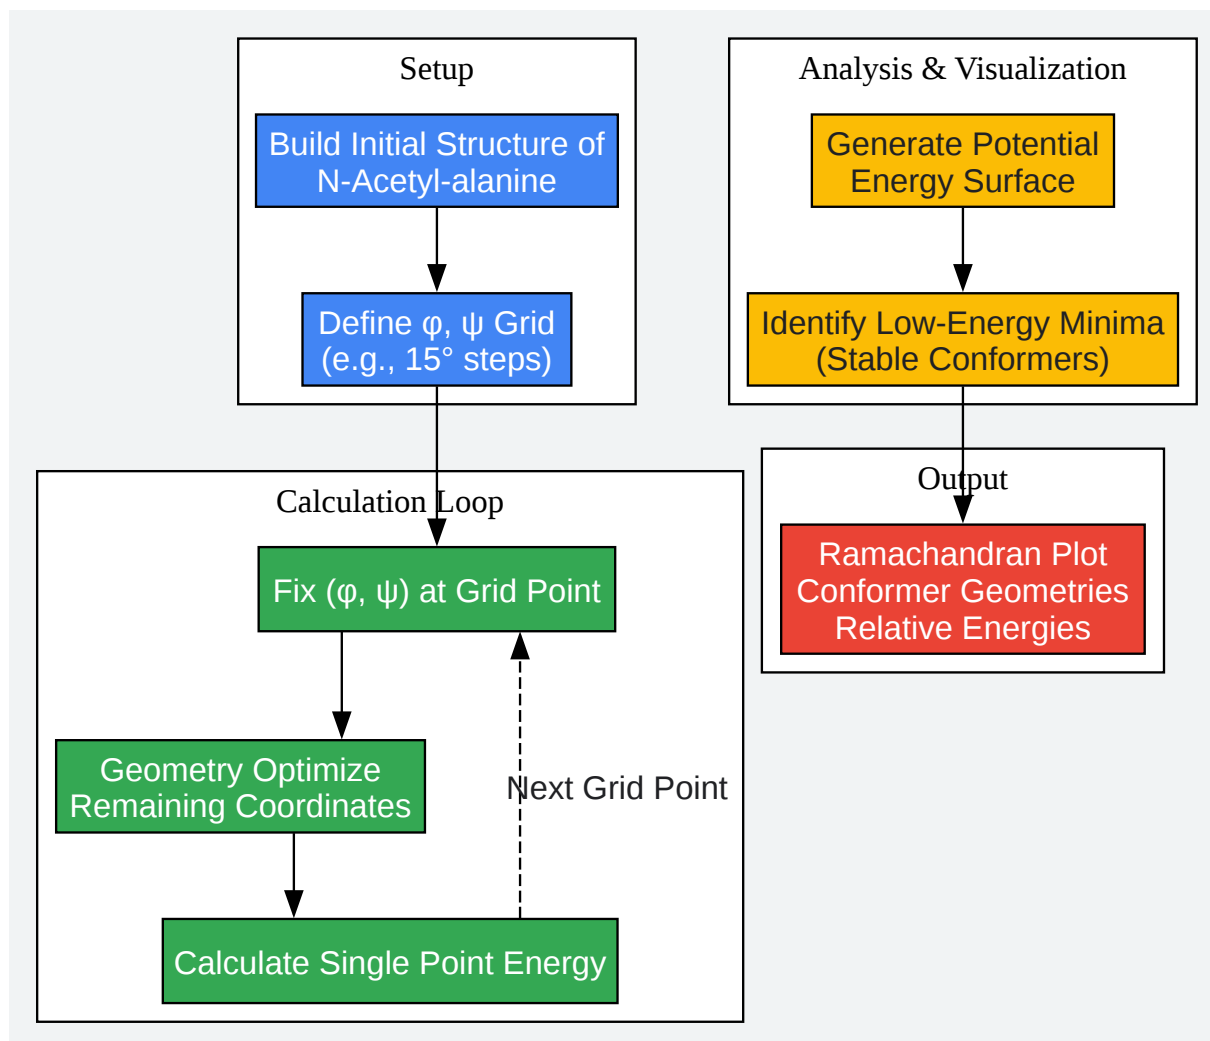 Setup
Build Initial Structure of
N-Acetyl-alanine
Define φ, ψ Grid
(e.g., 15° steps)
Calculation Loop
Fix (φ, ψ) at Grid Point
Geometry Optimize
Remaining Coordinates
Next Grid Point
Calculate Single Point Energy
Analysis & Visualization
Generate Potential
Energy Surface
Identify Low-Energy Minima
(Stable Conformers)
Output
Ramachandran Plot
Conformer Geometries
Relative Energies